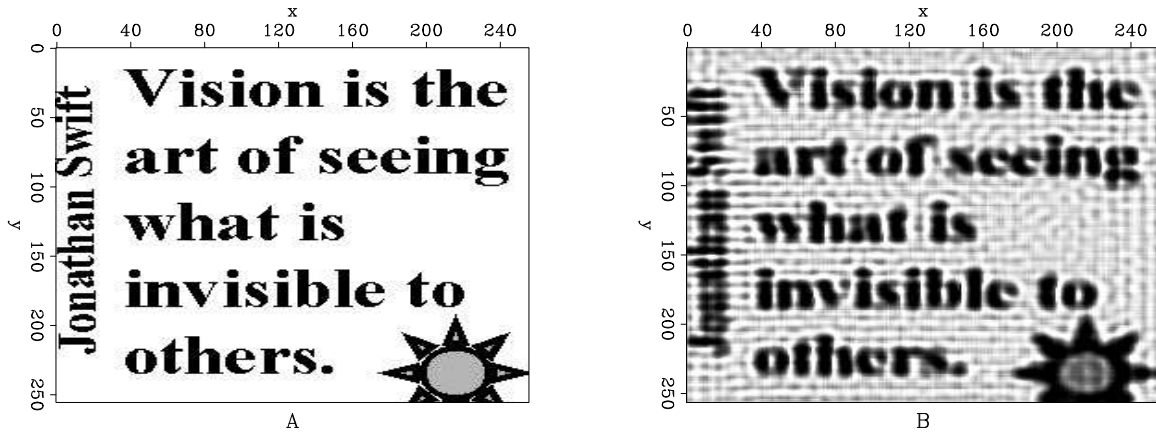 x
0 40 80 120 160 200 240
0 50 100 150 200 250
y
Jonathan Swift
Vision is the
art of seeing
what is
invisible to
others.
A
x
0 40 80 120 160 200 240
0 50 100 150 200 250
y
Vision is the
art of seeing
what is
invisible to
others.
B